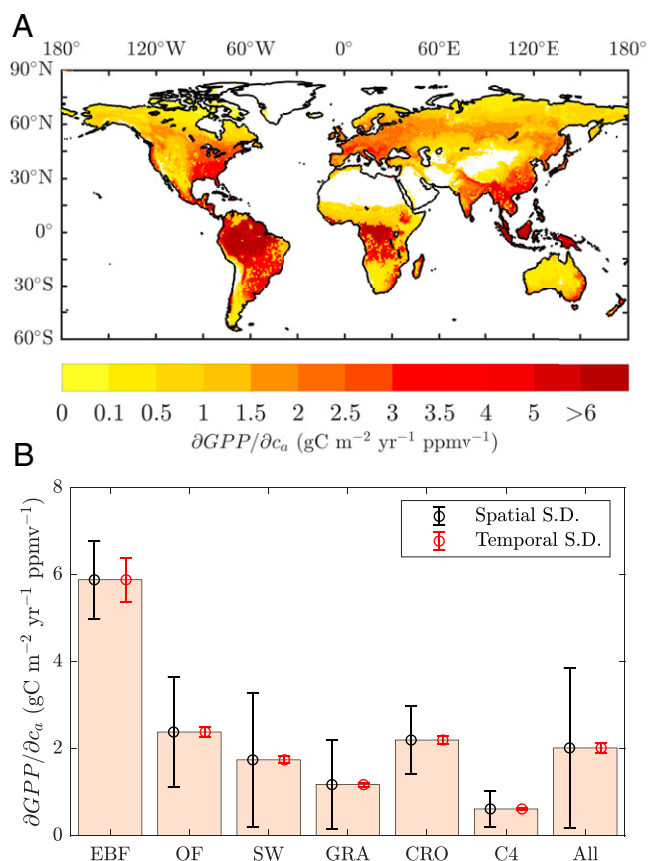 A
180° 120°W 60°W 0° 60°E 120°E 180°
90°N
60°N
30°N
0°
30°S
60°S
0 0.1 0.5 1 1.5 2 2.5 3 3.5 4 5 >6
∂GPP/∂cₐ (gC m⁻² yr⁻¹ ppmv⁻¹)
B
∂GPP/∂cₐ (gC m⁻² yr⁻¹ ppmv⁻¹)
8
6
4
2
0
Spatial S.D.
Temporal S.D.
EBF OF SW GRA CRO C4 All